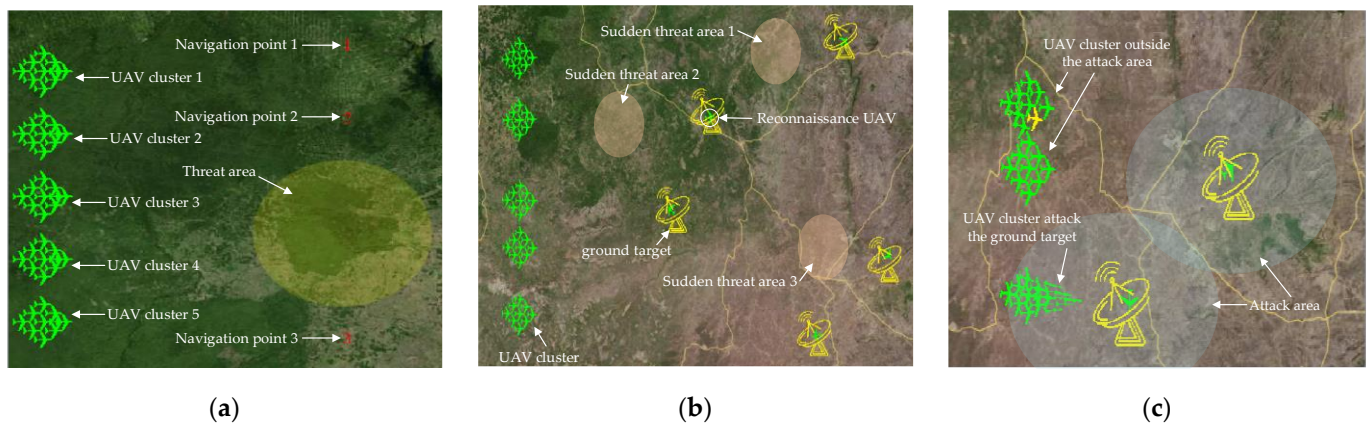 Navigation point 1
UAV cluster 1
Navigation point 2
UAV cluster 2
Threat area
UAV cluster 3
UAV cluster 4
UAV cluster 5
Navigation point 3
(a)
Sudden threat area 1
Sudden threat area 2
Reconnaissance UAV
ground target
Sudden threat area 3
UAV cluster
(b)
UAV cluster outside
the attack area
UAV cluster attack
the ground target
Attack area
(c)